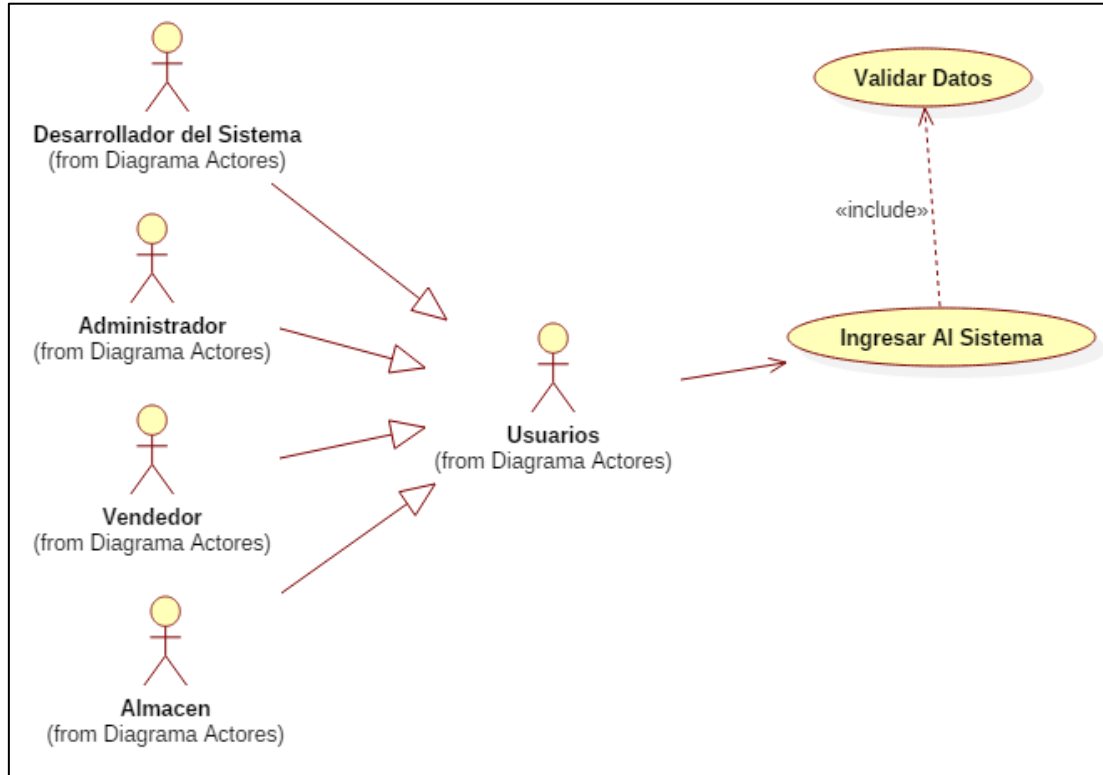 Desarrollador del Sistema
(from Diagrama Actores)
Administrador
(from Diagrama Actores)
Vendedor
(from Diagrama Actores)
Almacen
(from Diagrama Actores)
Usuarios
(from Diagrama Actores)
Validar Datos
«include»
Ingresar Al Sistema